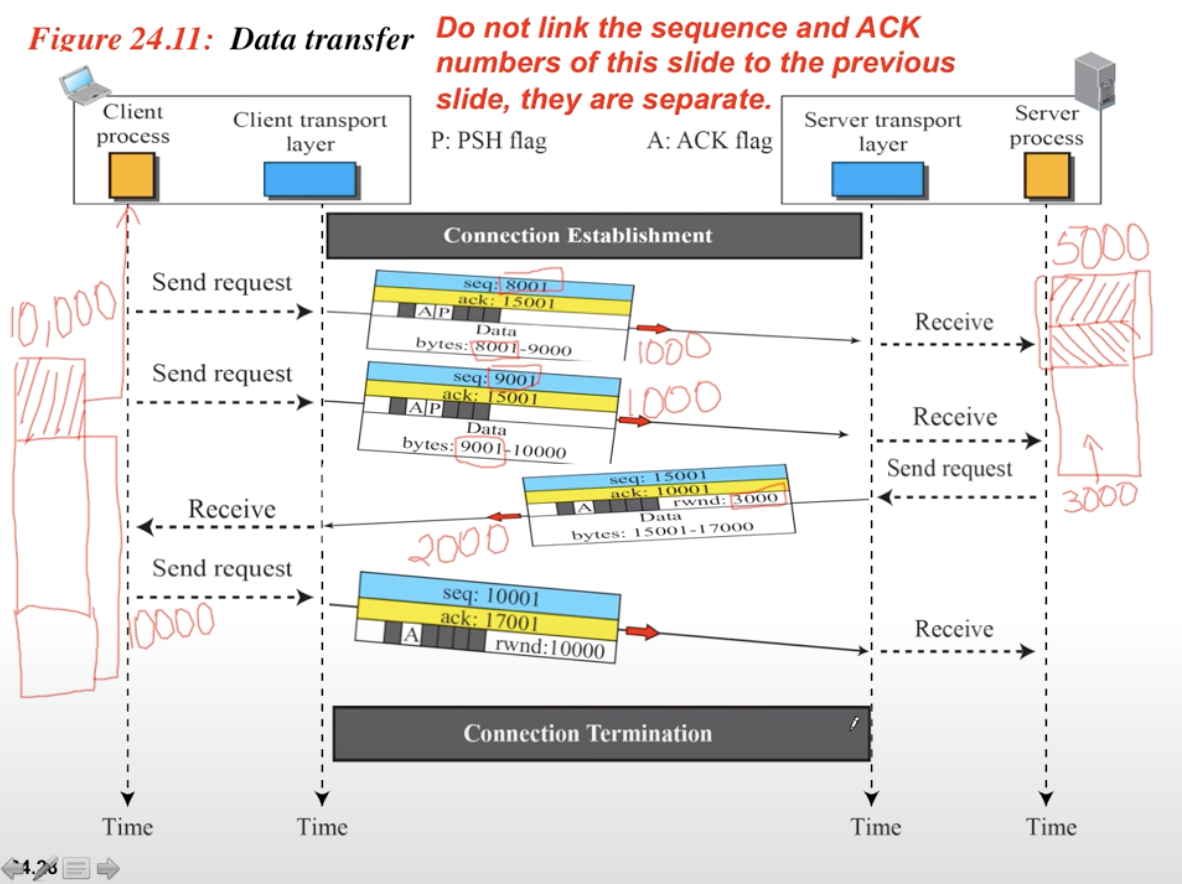 Figure 24.11: Data transfer
Do not link the sequence and ACK
numbers of this slide to the previous
slide, they are separate.
Client
process
Client transport
layer
P: PSH flag
A: ACK flag
Server transport
layer
Server
process
Connection Establishment
5000
10,000
Send request
seq: 8001
ack: 15001
A P
Data
bytes: 8001-9000
1000
Receive
Send request
seq: 9001
ack: 15001
A P
Data
bytes: 9001-10000
1000
Receive
Send request
3000
seq: 15001
ack: 10001
A
rwnd: 3000
Data
bytes: 15001-17000
2000
Receive
Send request
10000
seq: 10001
ack: 17001
A
rwnd:10000
Receive
Connection Termination
Time
Time
Time
Time